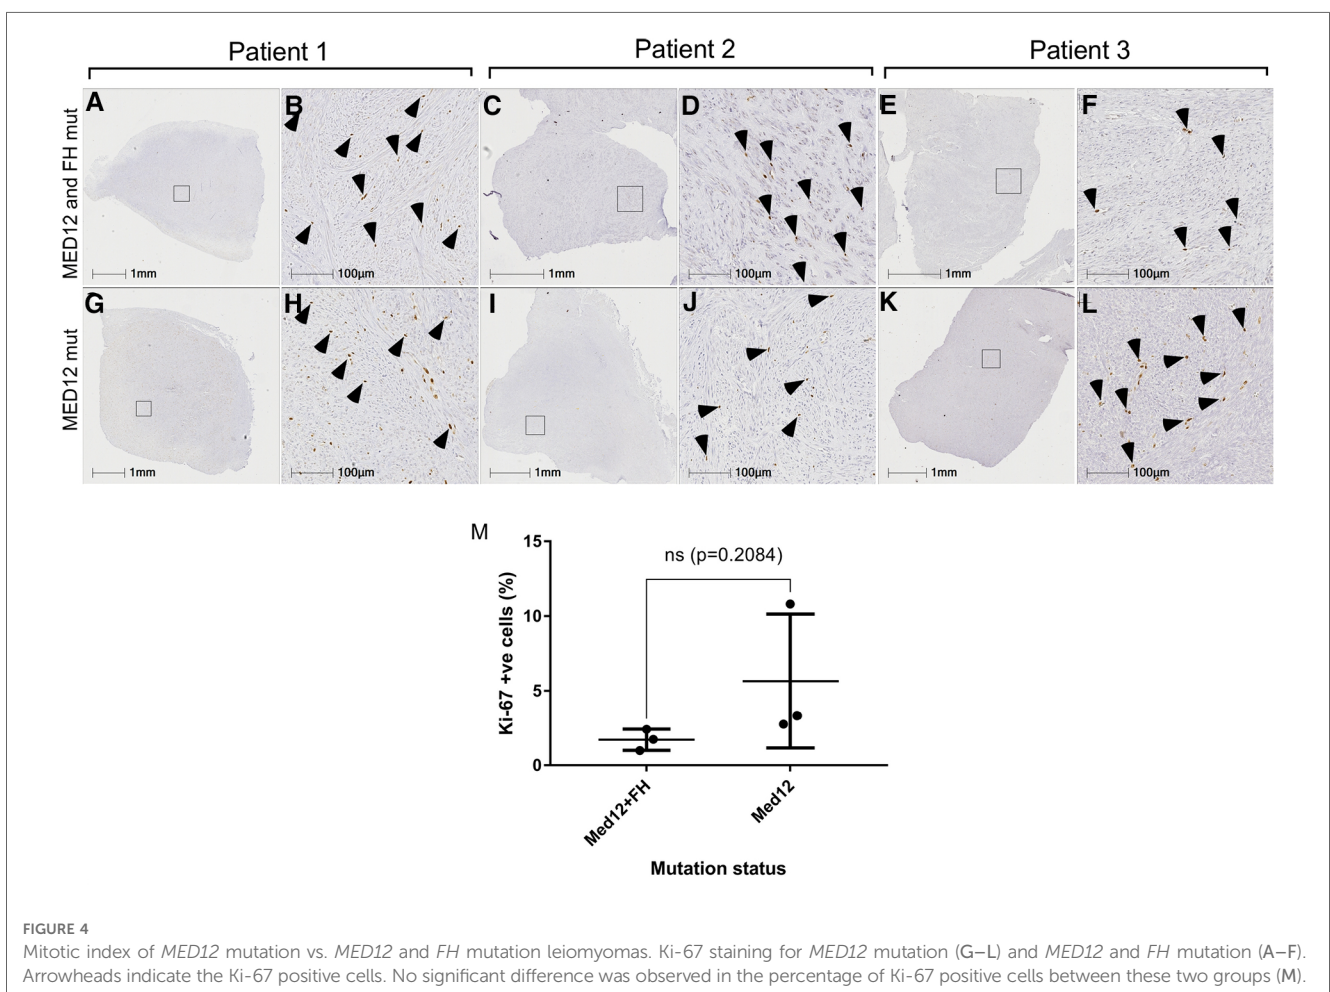 Patient 1
Patient 2
Patient 3
MED12 and FH mut
A
B
C
D
E
F
1mm
100µm
1mm
100µm
1mm
100µm
MED12 mut
G
H
I
J
K
L
1mm
100µm
1mm
100µm
1mm
100µm
M
ns (p=0.2084)
Ki-67 +ve cells (%)
15
10
5
0
Med12+FH
Med12
Mutation status
FIGURE 4
Mitotic index of MED12 mutation vs. MED12 and FH mutation leiomyomas. Ki-67 staining for MED12 mutation (G–L) and MED12 and FH mutation (A–F).
Arrowheads indicate the Ki-67 positive cells. No significant difference was observed in the percentage of Ki-67 positive cells between these two groups (M).